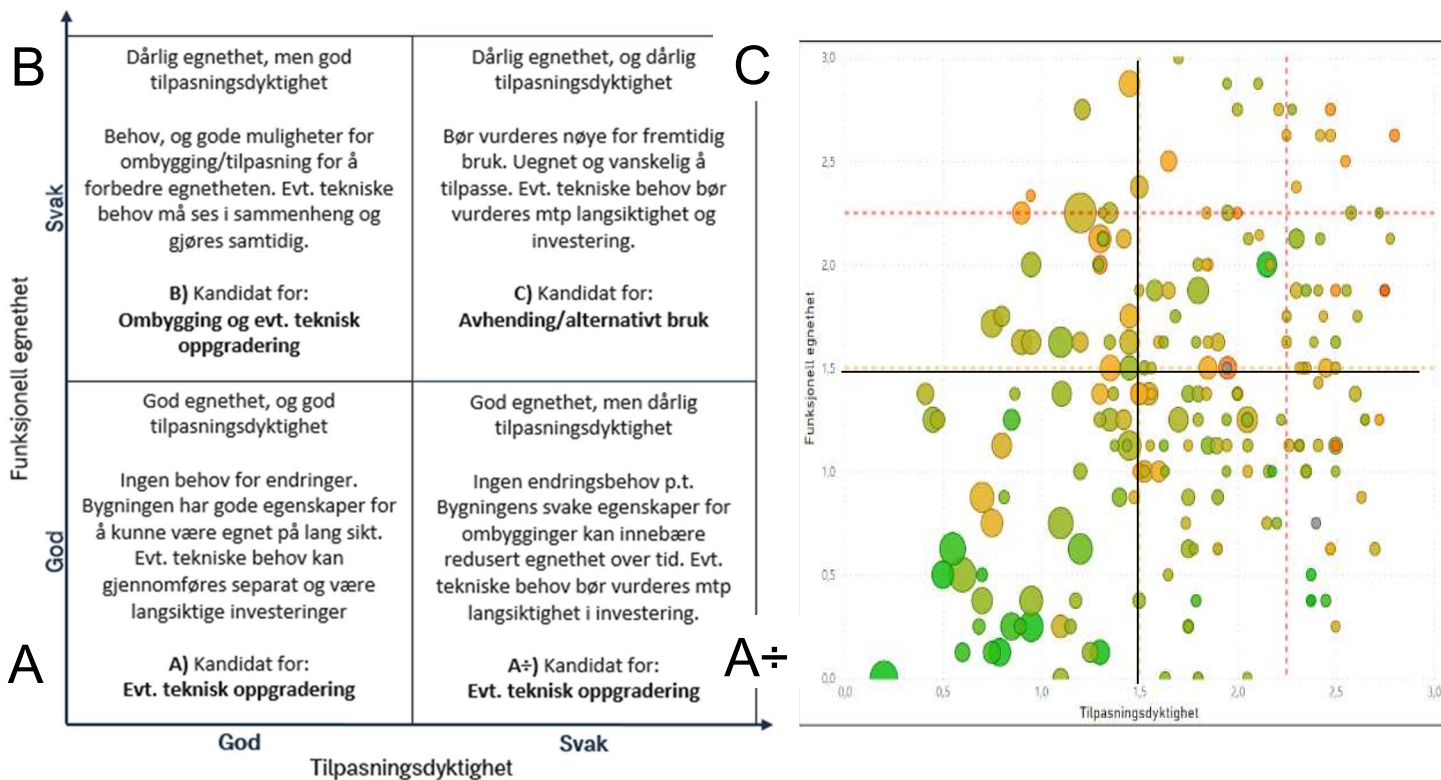 B
Dårlig egnethet, men god
tilpasningsdyktighet
Behov, og gode muligheter for
ombygging/tilpasning for å
forbedre egnetheten. Evt. tekniske
behov må ses i sammenheng og
gjøres samtidig.
B) Kandidat for:
Ombygging og evt. teknisk
oppgradering
Dårlig egnethet, og dårlig
tilpasningsdyktighet
Bør vurderes nøye for fremtidig
bruk. Uegnet og vanskelig å
tilpasse. Evt. tekniske behov bør
vurderes mtp langsiktighet og
investering.
C) Kandidat for:
Avhending/alternativt bruk
C
Svak
Funksjonell egnethet
God
God egnethet, og god
tilpasningsdyktighet
Ingen behov for endringer.
Bygningen har gode egenskaper for
å kunne være egnet på lang sikt.
Evt. tekniske behov kan
gjennomføres separat og være
langsiktige investeringer
A) Kandidat for:
Evt. teknisk oppgradering
A
God egnethet, men dårlig
tilpasningsdyktighet
Ingen endringsbehov p.t.
Bygningens svake egenskaper for
ombygginger kan innebære
redusert egnethet over tid. Evt.
tekniske behov bør vurderes mtp
langsiktighet i investering.
A÷) Kandidat for:
Evt. teknisk oppgradering
A÷
God
Svak
Tilpasningsdyktighet
3,0
2,5
2,0
1,5
1,0
0,5
0,0
Funksjonell egnethet
0,0
0,5
1,0
1,5
2,0
2,5
3,0
Tilpasningsdyktighet